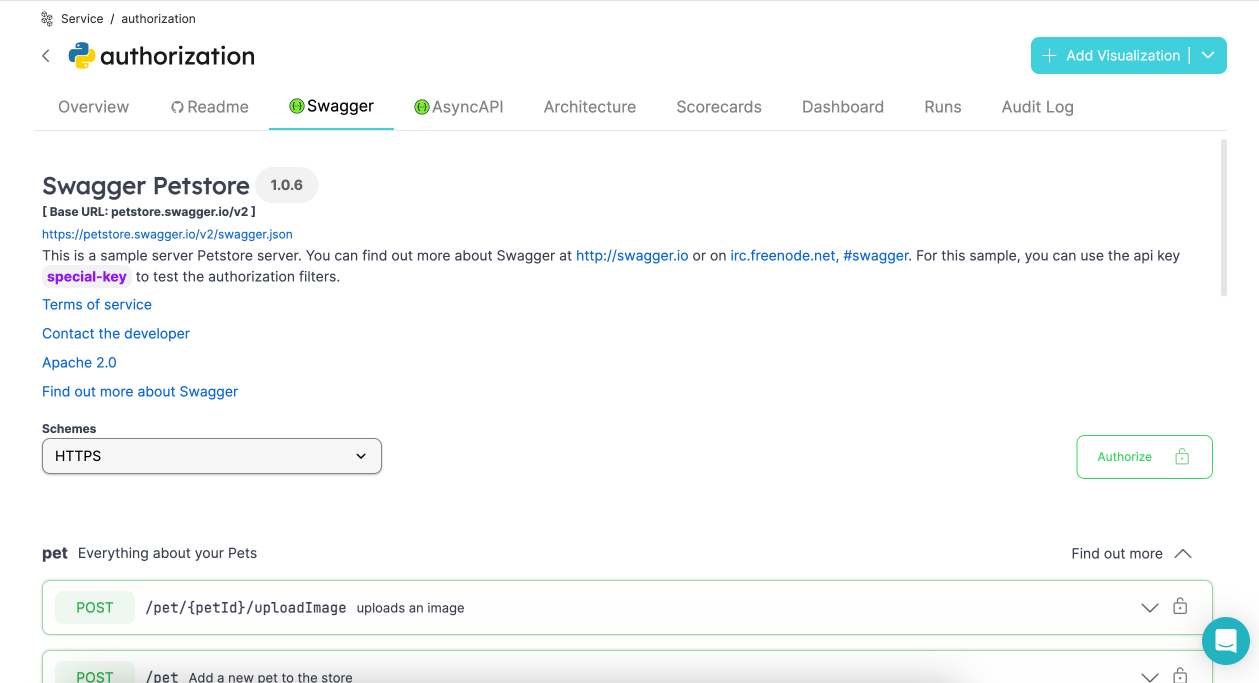 Service / authorization
authorization
Add Visualization
Overview Readme Swagger AsyncAPI Architecture Scorecards Dashboard Runs Audit Log
Swagger Petstore 1.0.6
[ Base URL: petstore.swagger.io/v2 ]
https://petstore.swagger.io/v2/swagger.json
This is a sample server Petstore server. You can find out more about Swagger at http://swagger.io or on irc.freenode.net, #swagger. For this sample, you can use the api key
special-key to test the authorization filters.
Terms of service
Contact the developer
Apache 2.0
Find out more about Swagger
Schemes
HTTPS
Authorize
pet Everything about your Pets Find out more
POST /pet/{petId}/uploadImage uploads an image
POST /pet Add a new pet to the store